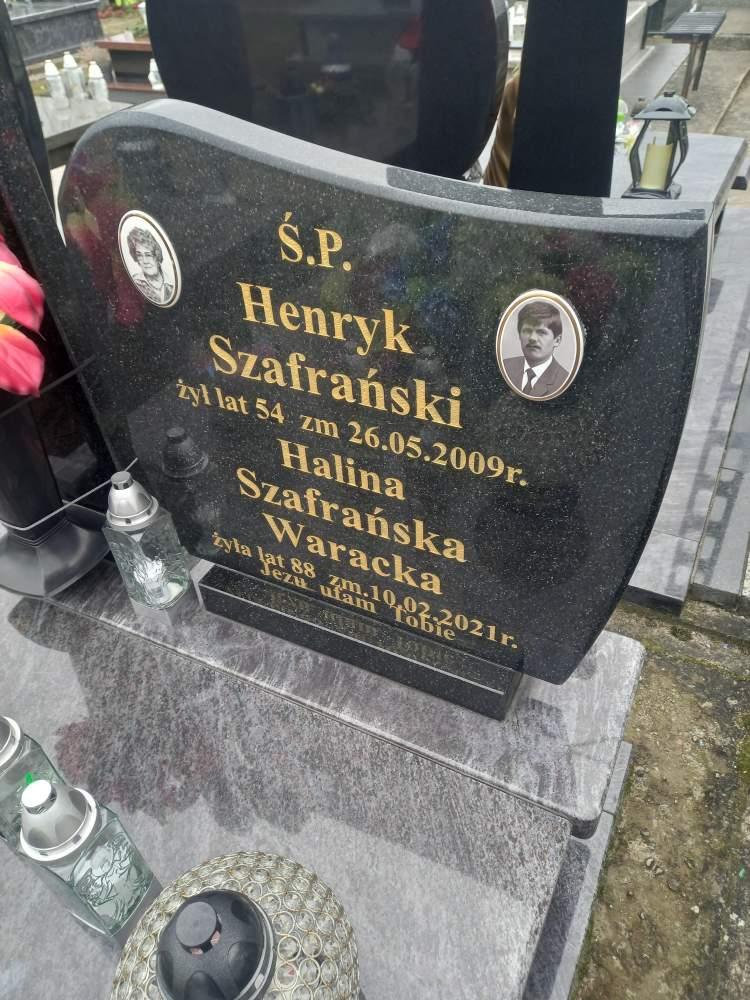 Ś.P.
Henryk
Szafrański
żył lat 54 zm 26.05.2009r.
Halina
Szafrańska
Waracka
żyła lat 88 zm.10.02.2021r.
Jezu ufam Tobie